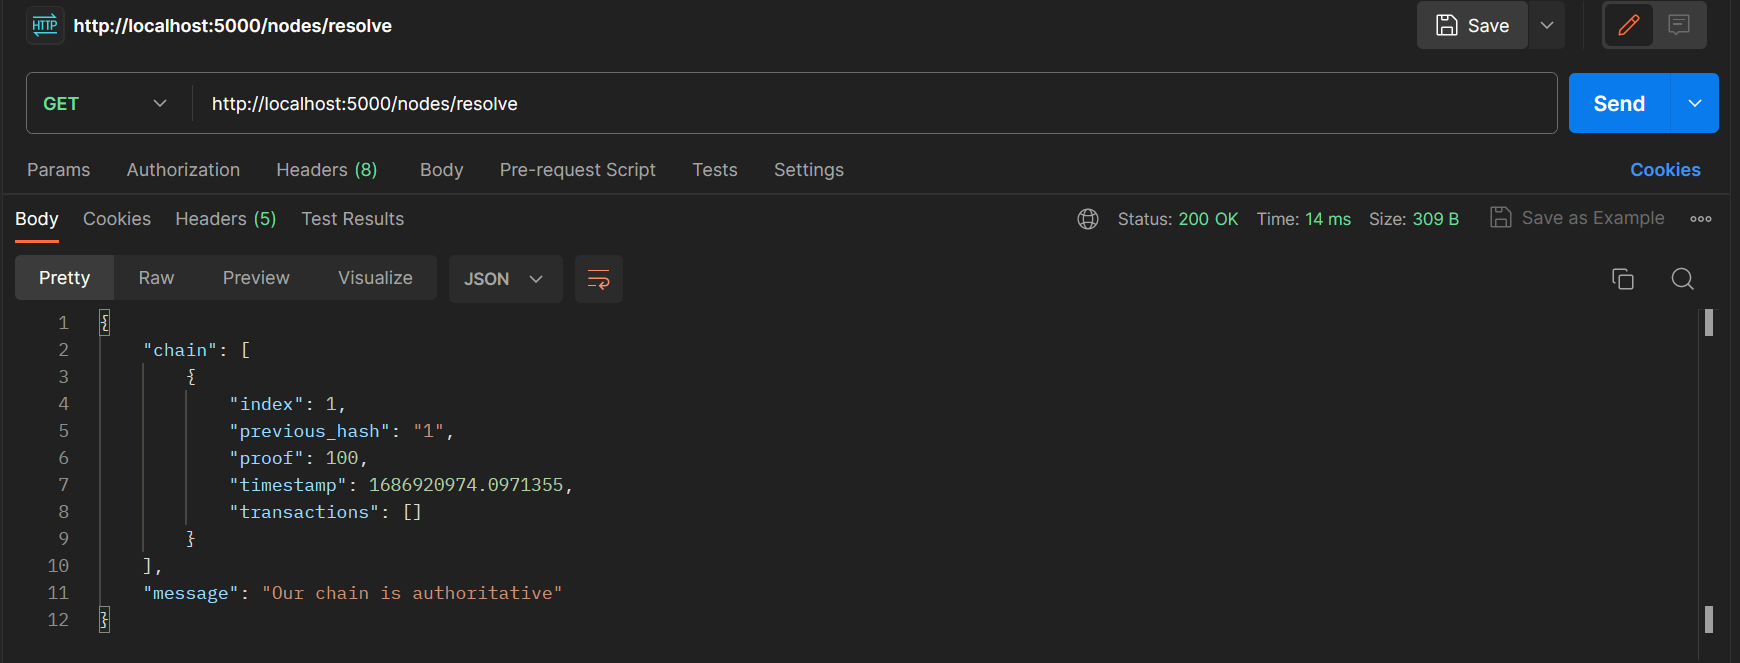 HTTP http://localhost:5000/nodes/resolve Save
GET http://localhost:5000/nodes/resolve Send
Params Authorization Headers (8) Body Pre-request Script Tests Settings Cookies
Body Cookies Headers (5) Test Results Status: 200 OK Time: 14 ms Size: 309 B Save as Example
Pretty Raw Preview Visualize JSON
1 {
2 "chain": [
3 {
4 "index": 1,
5 "previous_hash": "1",
6 "proof": 100,
7 "timestamp": 1686920974.0971355,
8 "transactions": []
9 }
10 ],
11 "message": "Our chain is authoritative"
12 }